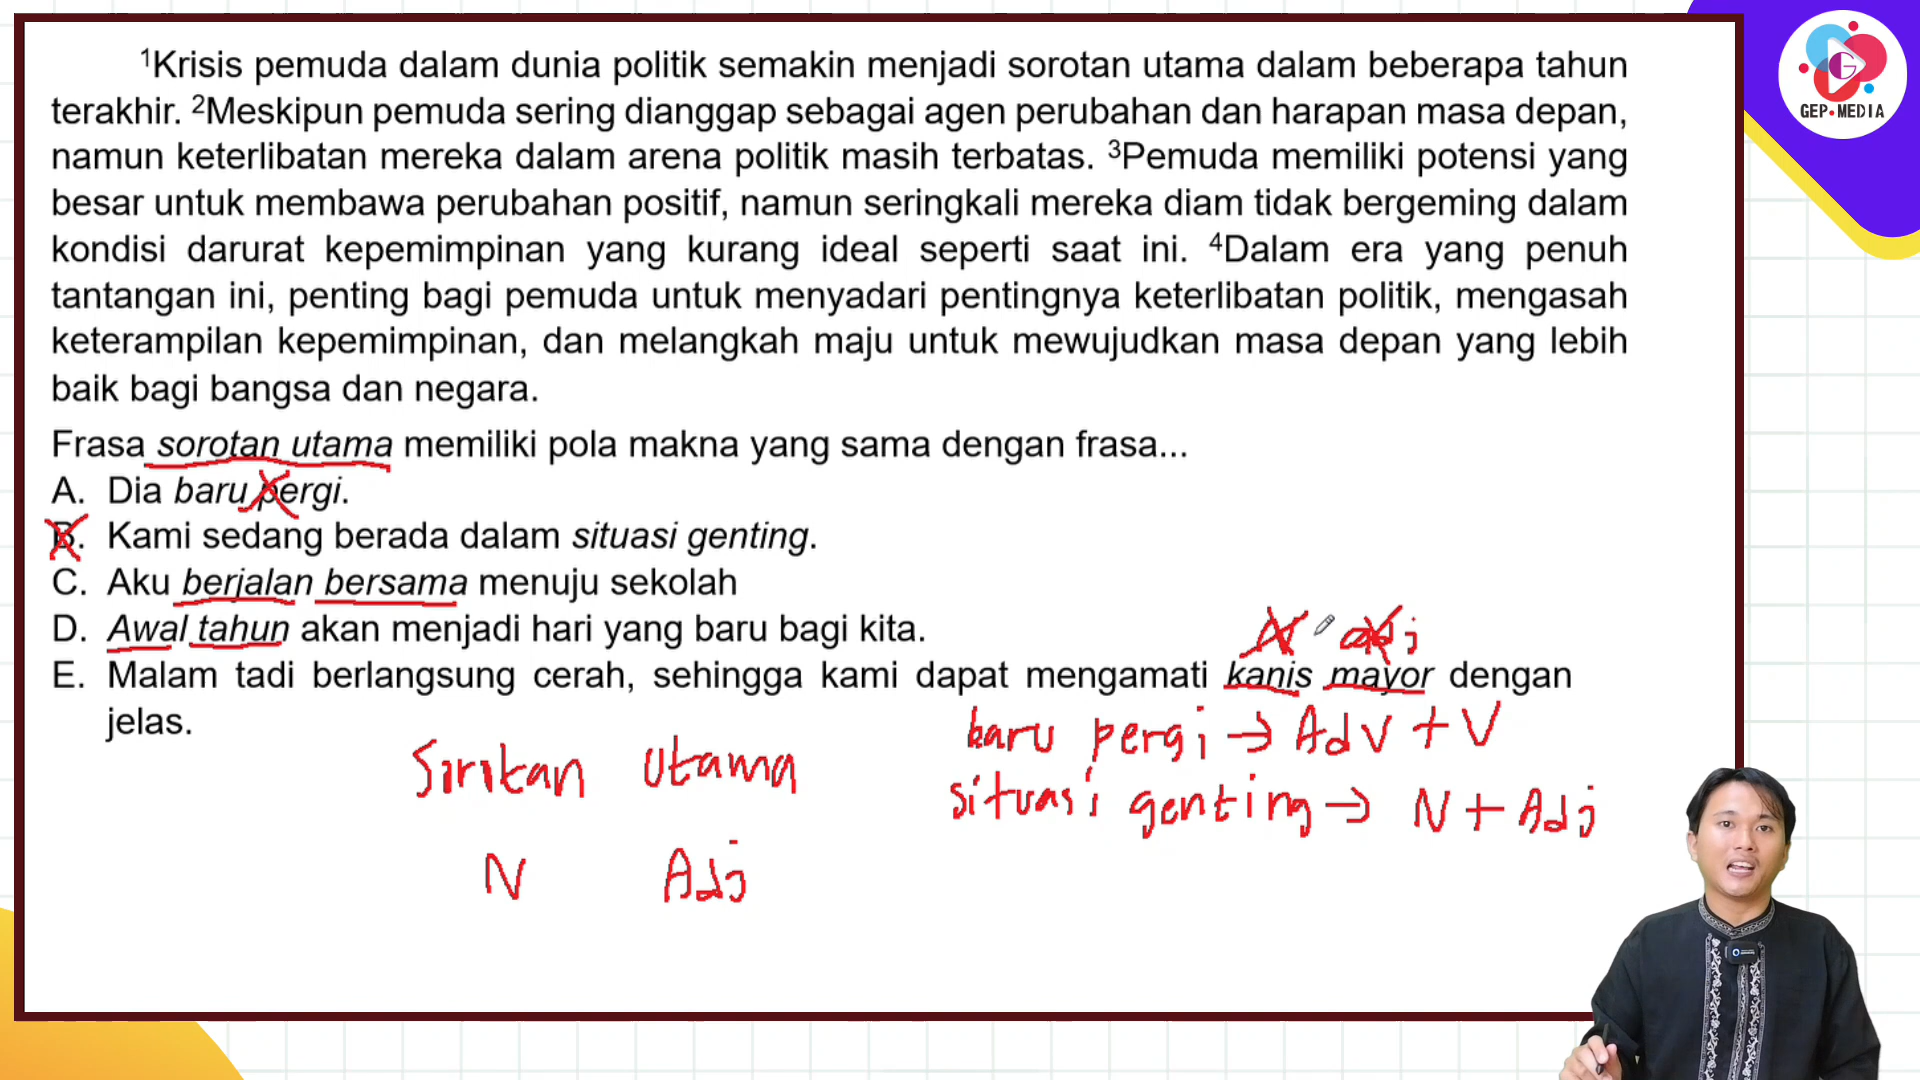 ¹Krisis pemuda dalam dunia politik semakin menjadi sorotan utama dalam beberapa tahun
terakhir. ²Meskipun pemuda sering dianggap sebagai agen perubahan dan harapan masa depan,
namun keterlibatan mereka dalam arena politik masih terbatas. ³Pemuda memiliki potensi yang
besar untuk membawa perubahan positif, namun seringkali mereka diam tidak bergeming dalam
kondisi darurat kepemimpinan yang kurang ideal seperti saat ini. ⁴Dalam era yang penuh
tantangan ini, penting bagi pemuda untuk menyadari pentingnya keterlibatan politik, mengasah
keterampilan kepemimpinan, dan melangkah maju untuk mewujudkan masa depan yang lebih
baik bagi bangsa dan negara.
GEP•MEDIA
Frasa sorotan utama memiliki pola makna yang sama dengan frasa...
A. Dia baru pergi.
B. Kami sedang berada dalam situasi genting.
C. Aku berjalan bersama menuju sekolah
D. Awal tahun akan menjadi hari yang baru bagi kita.
N adj
E. Malam tadi berlangsung cerah, sehingga kami dapat mengamati kanis mayor dengan
jelas.
baru pergi → Adv + V
Sorotan Utama
situasi genting → N + Adj
N Adj